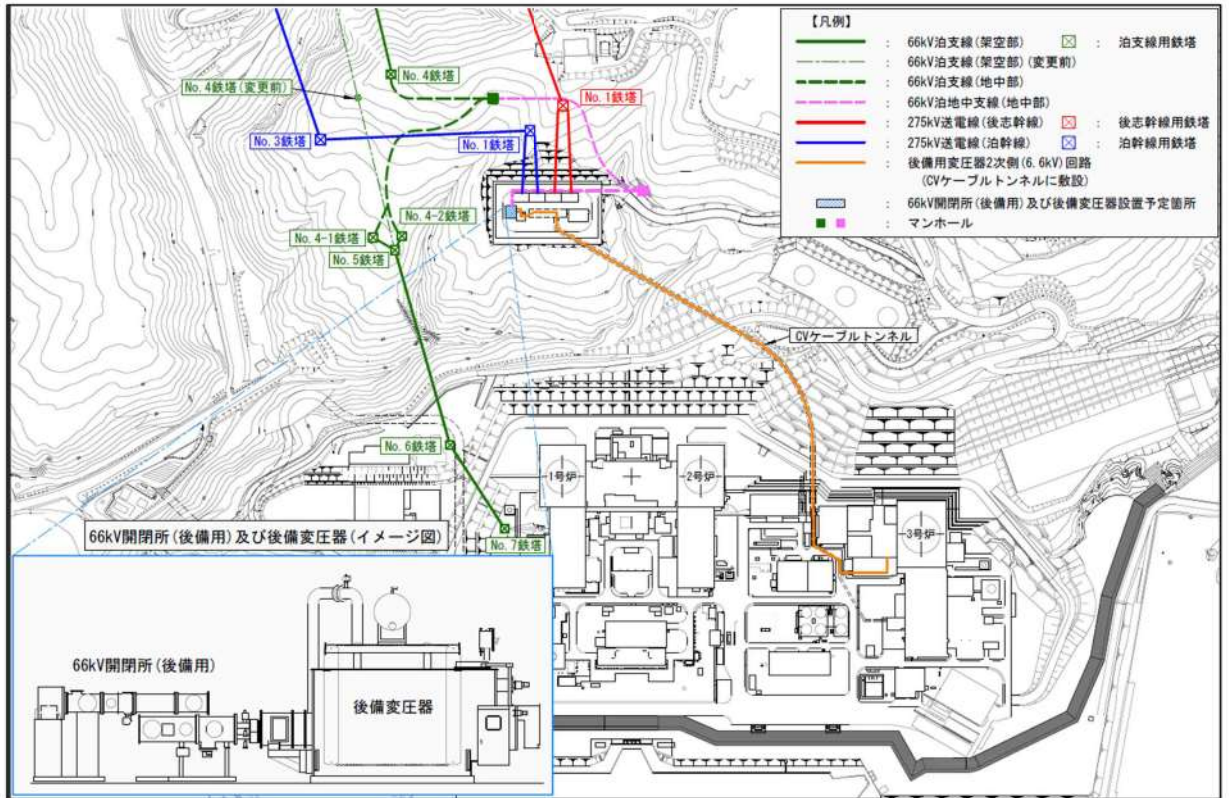 【凡例】
： 66kV泊支線(架空部)
： 泊支線用鉄塔
： 66kV泊支線(架空部)(変更前)
： 66kV泊支線(地中部)
： 66kV泊地中支線(地中部)
： 275kV送電線(後志幹線)
： 後志幹線用鉄塔
： 275kV送電線(泊幹線)
： 泊幹線用鉄塔
： 後備用変圧器2次側(6.6kV)回路
(CVケーブルトンネルに敷設)
： 66kV開閉所(後備用)及び後備変圧器設置予定箇所
： マンホール
No.4鉄塔(変更前)
No.4鉄塔
No.1鉄塔
No.3鉄塔
No.1鉄塔
No.4-2鉄塔
No.4-1鉄塔
No.5鉄塔
CVケーブルトンネル
No.6鉄塔
1号炉
2号炉
3号炉
No.7鉄塔
66kV開閉所(後備用)及び後備変圧器(イメージ図)
66kV開閉所(後備用)
後備変圧器